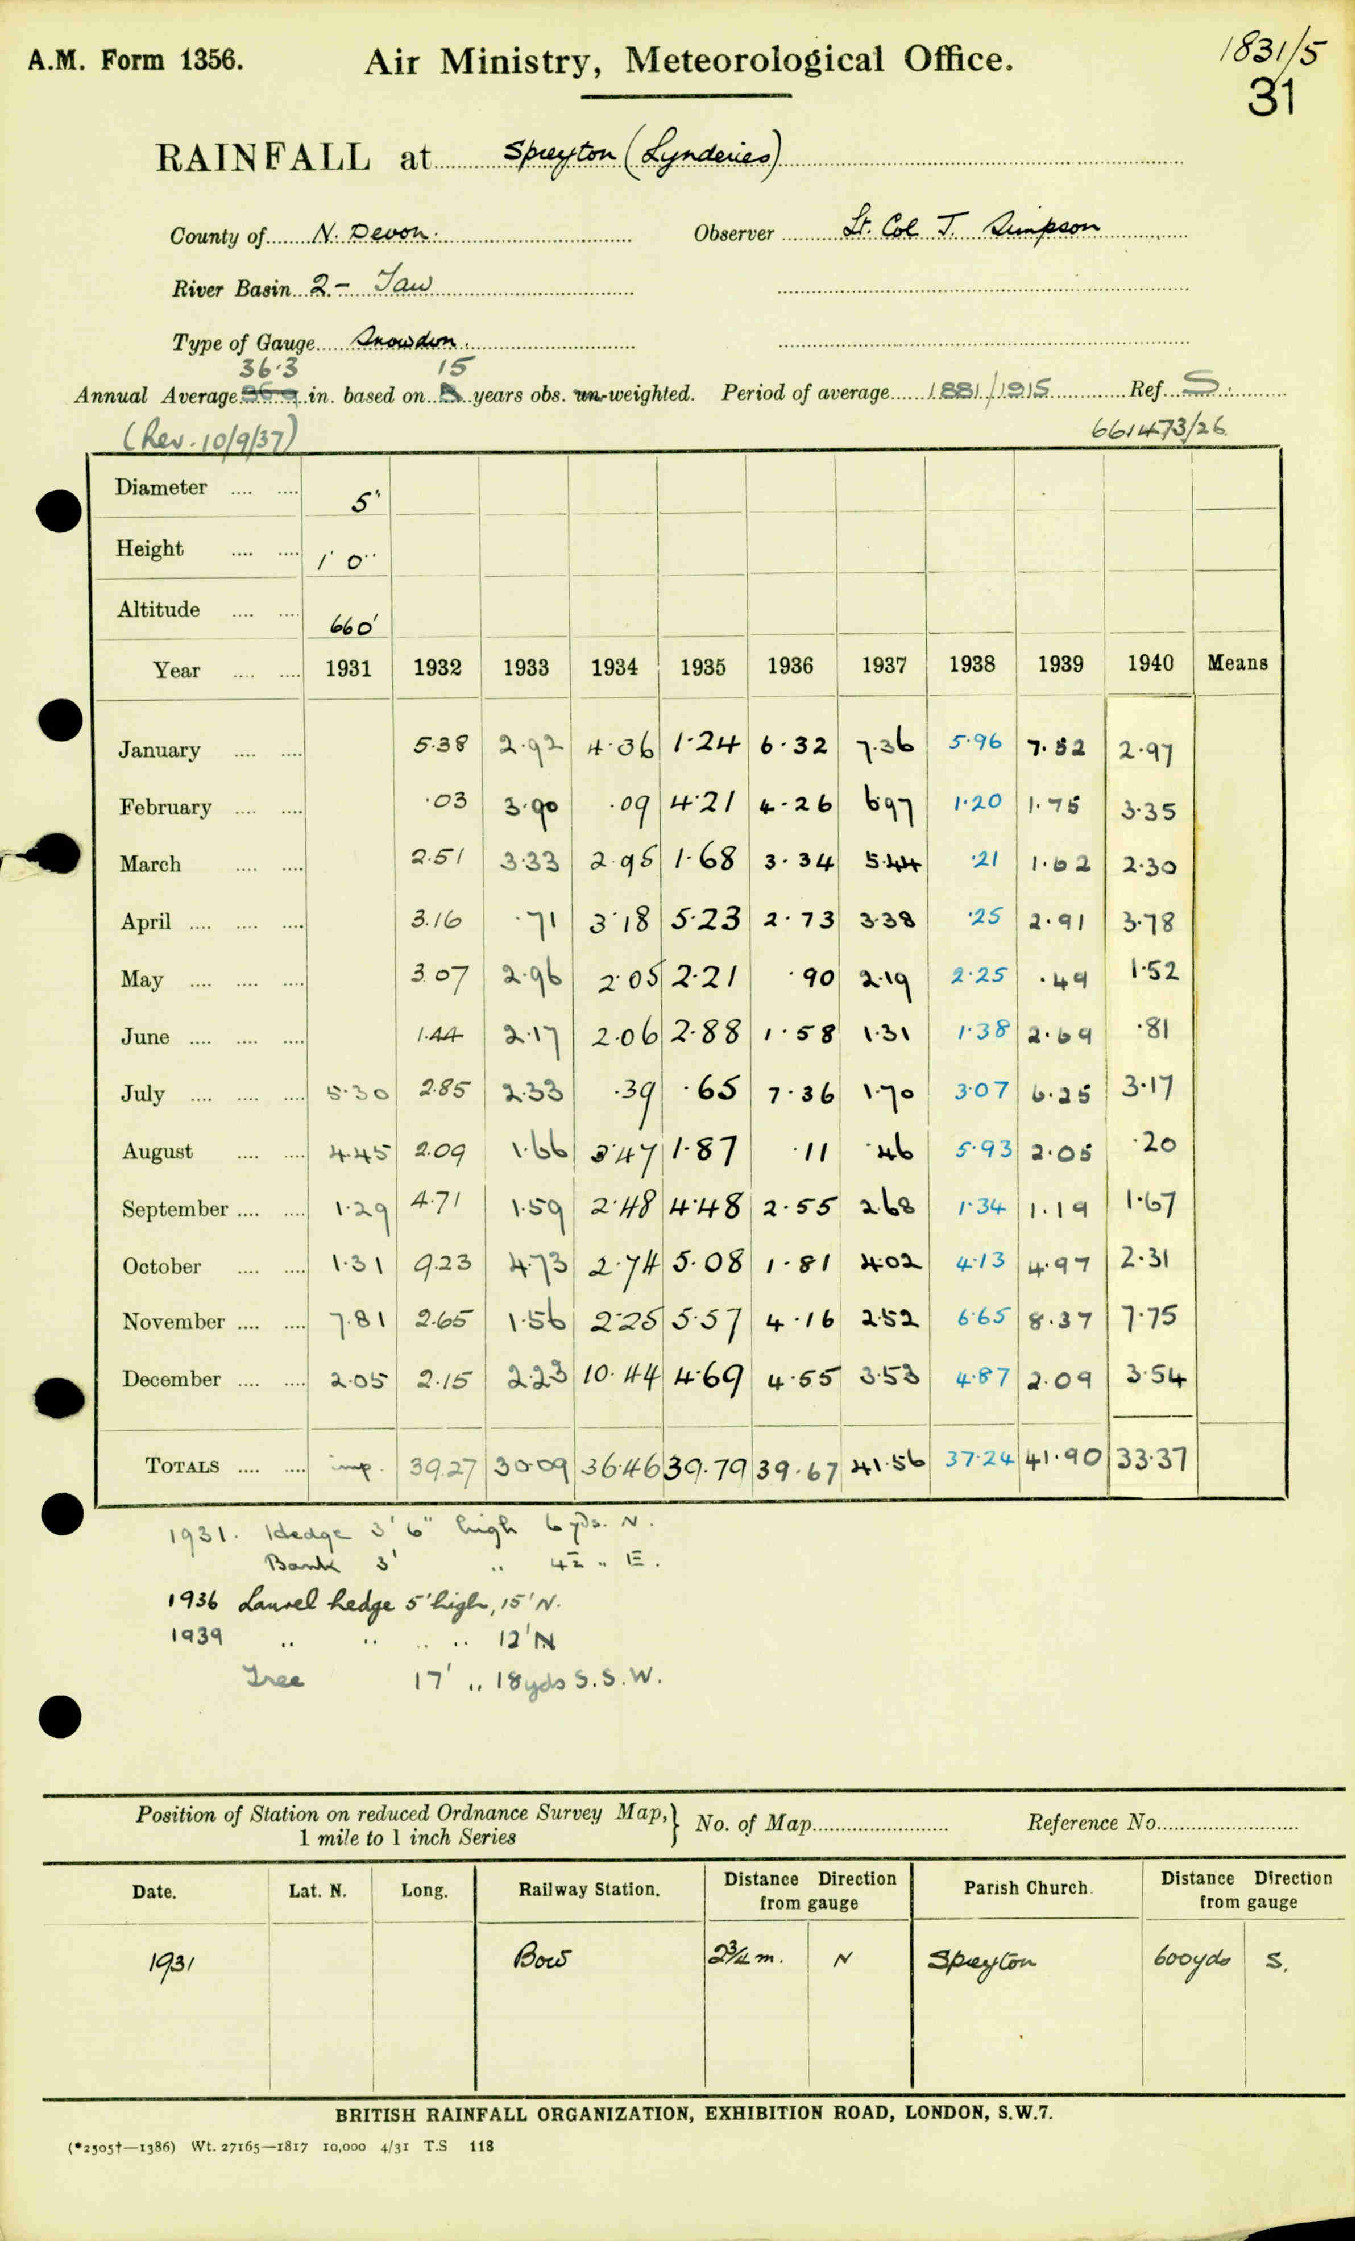 A.M. Form 1356.
Air Ministry, Meteorological Office.
1831/5
31
RAINFALL at Spreyton (Lynderies)
County of N. Devon. Observer Lt. Col T. Simpson
River Basin 2 - Taw
Type of Gauge Snowdon.
36.3 15
Annual Average in. based on years obs. un-weighted. Period of average 1881/1915 Ref. S.
(Rev. 10/9/37) 661473/26
Diameter .... .... 5"
Height .... .... 1' 0"
Altitude .... .... 660'
Year .... .... 1931 1932 1933 1934 1935 1936 1937 1938 1939 1940 Means
January .... .... 5.38 2.92 4.36 1.24 6.32 7.36 5.96 7.52 2.97
February .... .... .03 3.90 .09 4.21 4.26 6.97 1.20 1.75 3.35
March .... .... 2.51 3.33 2.95 1.68 3.34 5.44 .21 1.62 2.30
April .... .... .... 3.16 .71 3.18 5.23 2.73 3.38 .25 2.91 3.78
May .... .... .... 3.07 2.96 2.05 2.21 .90 2.19 2.25 .49 1.52
June .... .... .... 1.44 2.17 2.06 2.88 1.58 1.31 1.38 2.69 .81
July .... .... .... 5.30 2.85 2.33 .39 .65 7.36 1.70 3.07 6.25 3.17
August .... .... 4.45 2.09 1.66 3.47 1.87 .11 .46 5.93 2.05 .20
September .... .... 1.29 4.71 1.59 2.48 4.48 2.55 2.68 1.34 1.19 1.67
October .... .... 1.31 9.23 4.73 2.74 5.08 1.81 4.02 4.13 4.97 2.31
November .... .... 7.81 2.65 1.56 2.25 5.57 4.16 2.52 6.65 8.37 7.75
December .... .... 2.05 2.15 2.23 10.44 4.69 4.55 3.53 4.87 2.09 3.54
TOTALS .... .... imp. 39.27 30.09 36.46 39.79 39.67 41.56 37.24 41.90 33.37
1931. Hedge 3' 6" high 6 yds. N.
Bank 3' " 4½ " E.
1936 Laurel hedge 5' high, 15' N.
1939 " " " " 12' N
Tree 17' " 18 yds S.S.W.
Position of Station on reduced Ordnance Survey Map,} No. of Map Reference No.
1 mile to 1 inch Series
Date. Lat. N. Long. Railway Station. Distance Direction from gauge Parish Church. Distance Direction from gauge
1931 Bow 2¾ m. N Spreyton 600 yds S.
BRITISH RAINFALL ORGANIZATION, EXHIBITION ROAD, LONDON, S.W.7.
(*2505†—1386) Wt. 27165—1817 10,000 4/31 T.S 118